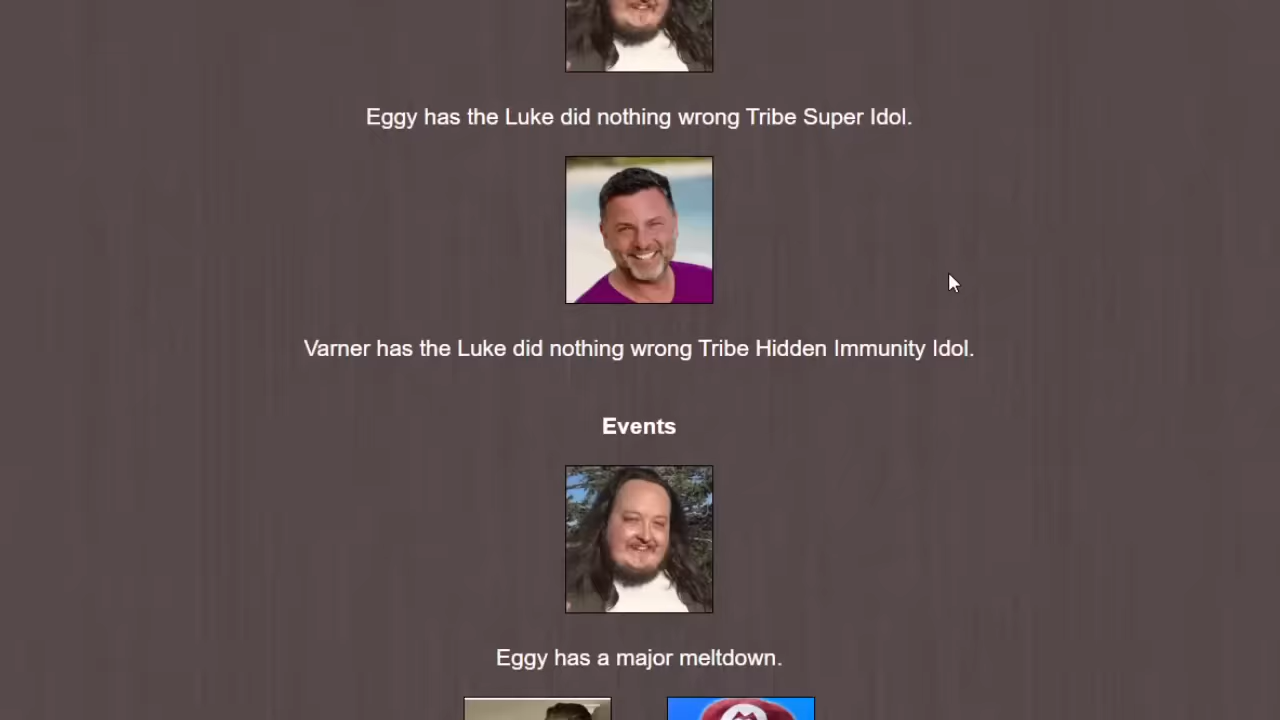 Eggy has the Luke did nothing wrong Tribe Super Idol.
Varner has the Luke did nothing wrong Tribe Hidden Immunity Idol.
Events
Eggy has a major meltdown.